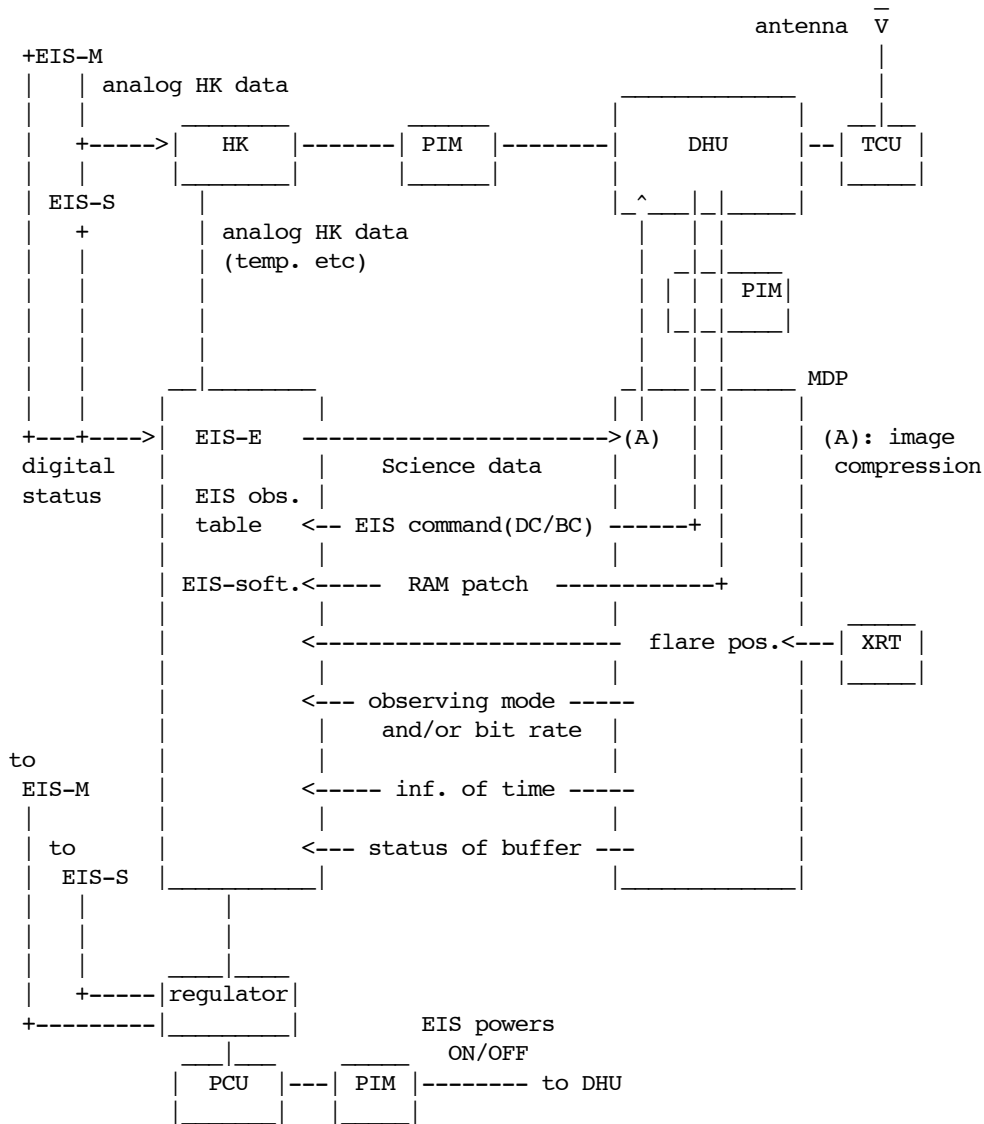 antenna V
+EIS-M
analog HK data
HK PIM DHU TCU
EIS-S
analog HK data
(temp. etc)
PIM
MDP
EIS-E (A) (A): image
digital Science data compression
status EIS obs.
table <-- EIS command(DC/BC) ------+
EIS-soft.<----- RAM patch ------------+
flare pos.<---| XRT |
<--- observing mode -----
and/or bit rate
to
EIS-M <----- inf. of time -----
to <--- status of buffer ---
EIS-S
regulator
EIS powers
ON/OFF
PCU |---| PIM |-------- to DHU